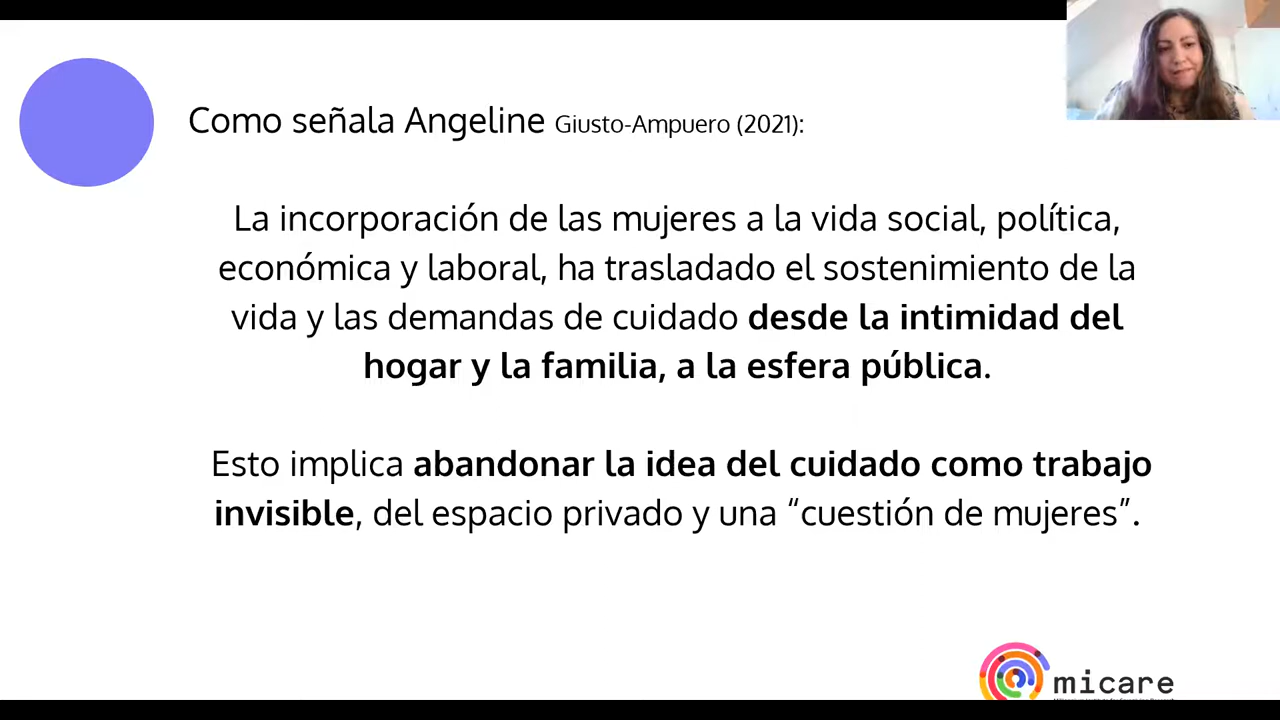 Como señala Angeline Giusto-Ampuero (2021):
La incorporación de las mujeres a la vida social, política,
económica y laboral, ha trasladado el sostenimiento de la
vida y las demandas de cuidado desde la intimidad del
hogar y la familia, a la esfera pública.
Esto implica abandonar la idea del cuidado como trabajo
invisible, del espacio privado y una “cuestión de mujeres”.
micare